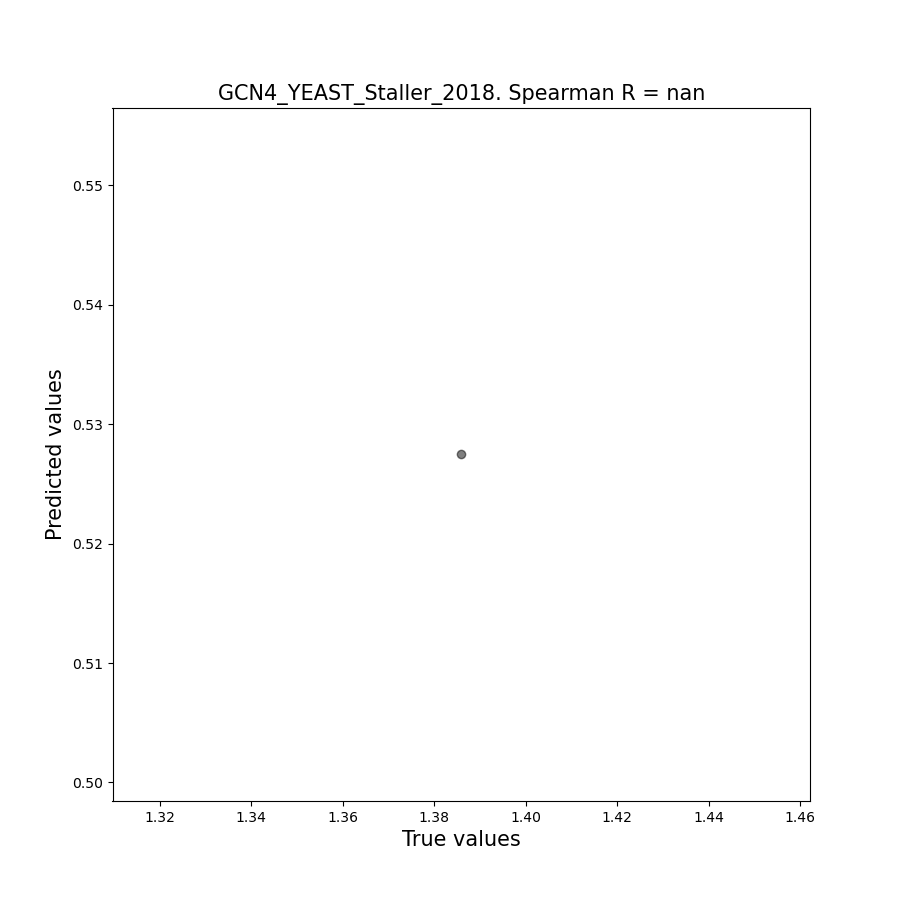 GCN4_YEAST_Staller_2018. Spearman R = nan
0.55
0.54
0.53
0.52
0.51
0.50
Predicted values
1.32 1.34 1.36 1.38 1.40 1.42 1.44 1.46
True values